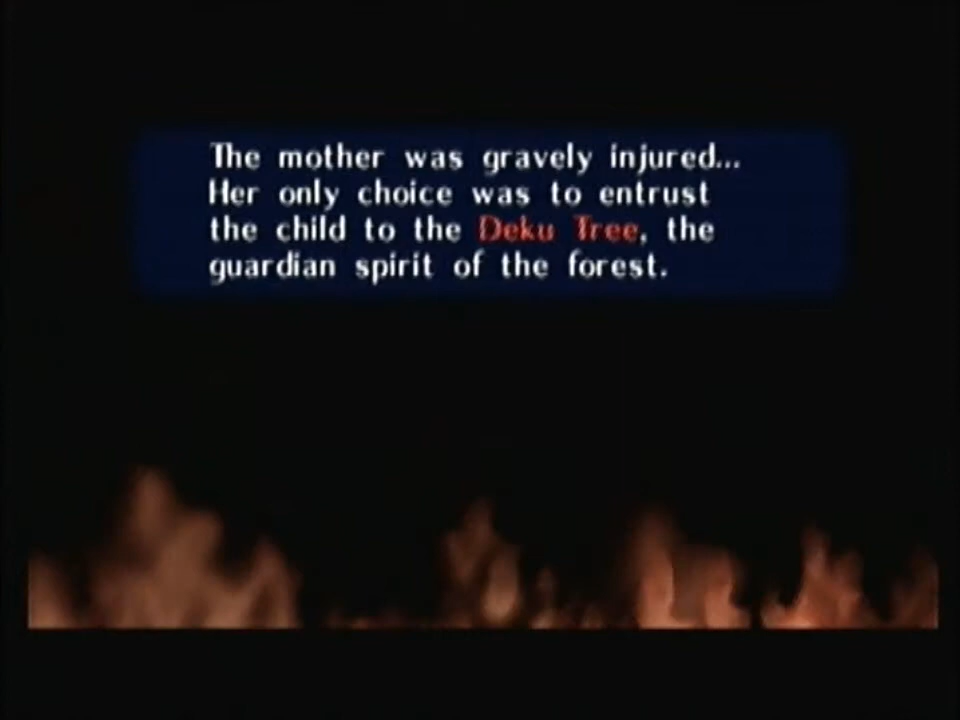 The mother was gravely injured...
Her only choice was to entrust
the child to the Deku Tree, the
guardian spirit of the forest.